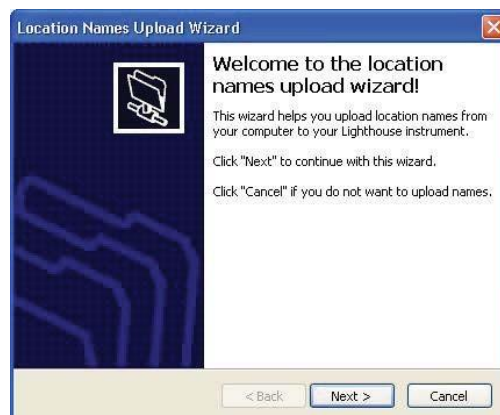 Location Names Upload Wizard
Welcome to the location
names upload wizard!
This wizard helps you upload location names from
your computer to your Lighthouse instrument.
Click "Next" to continue with this wizard.
Click "Cancel" if you do not want to upload names.
< Back Next > Cancel